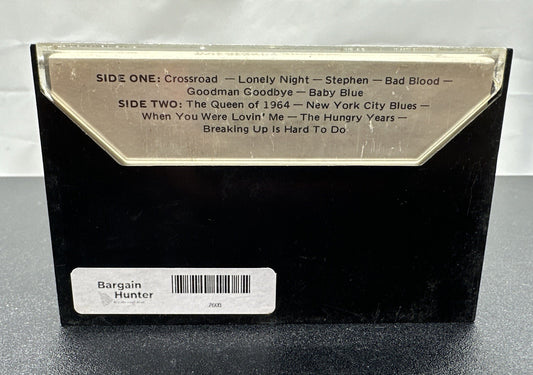 SIDE ONE: Crossroad — Lonely Night — Stephen — Bad Blood —
Goodman Goodbye — Baby Blue
SIDE TWO: The Queen of 1964 — New York City Blues —
When You Were Lovin' Me — The Hungry Years —
Breaking Up Is Hard To Do
Bargain
Hunter